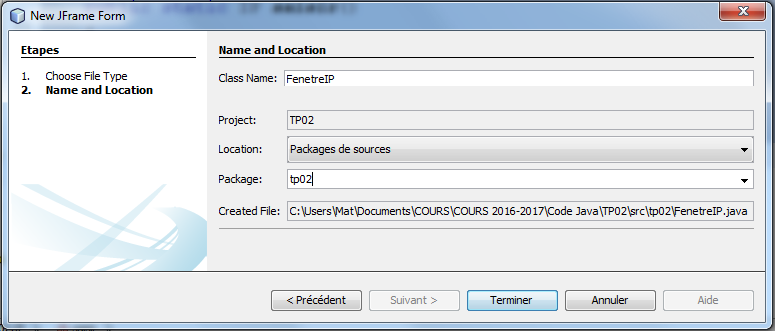 New JFrame Form
Etapes
1. Choose File Type
2. Name and Location
Name and Location
Class Name: FenetreIP
Project: TP02
Location: Packages de sources
Package: tp02
Created File: C:\Users\Mat\Documents\COURS\COURS 2016-2017\Code Java\TP02\src\tp02\FenetreIP.java
< Précédent Suivant > Terminer Annuler Aide